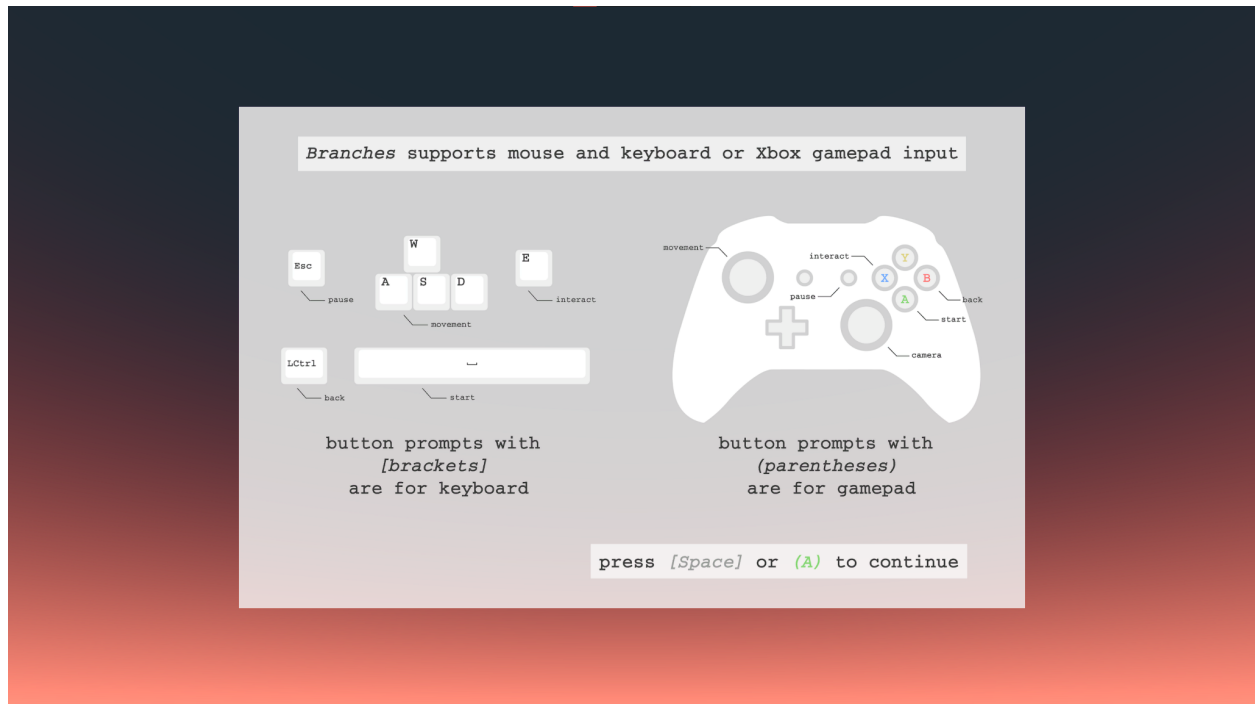 Branches supports mouse and keyboard or Xbox gamepad input
Esc
pause
W
A S D
movement
E
interact
LCtrl
back
start
button prompts with
[brackets]
are for keyboard
movement
interact
pause
Y
X
B
A
back
start
camera
button prompts with
(parentheses)
are for gamepad
press [Space] or (A) to continue